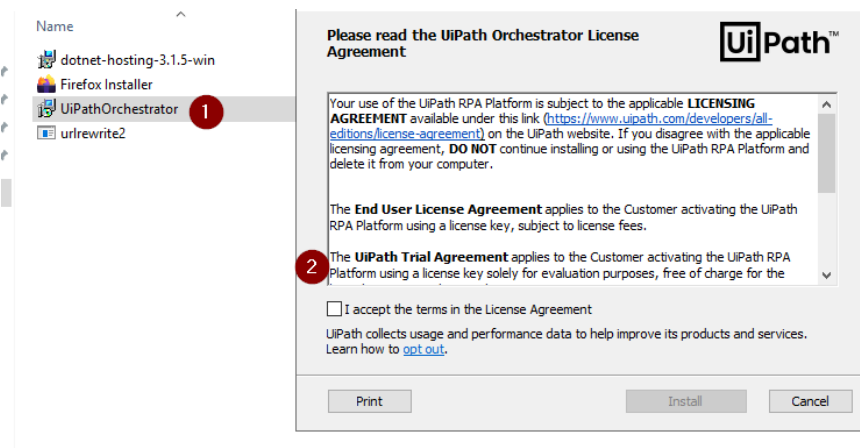 Name
dotnet-hosting-3.1.5-win
Firefox Installer
UiPathOrchestrator
1
urlrewrite2
Please read the UiPath Orchestrator License
Agreement
UiPath™
Your use of the UiPath RPA Platform is subject to the applicable LICENSING
AGREEMENT available under this link (https://www.uipath.com/developers/all-
editions/license-agreement) on the UiPath website. If you disagree with the applicable
licensing agreement, DO NOT continue installing or using the UiPath RPA Platform and
delete it from your computer.
The End User License Agreement applies to the Customer activating the UiPath
RPA Platform using a license key, subject to license fees.
The UiPath Trial Agreement applies to the Customer activating the UiPath RPA
2
Platform using a license key solely for evaluation purposes, free of charge for the
I accept the terms in the License Agreement
UiPath collects usage and performance data to help improve its products and services.
Learn how to opt out.
Print
Install
Cancel